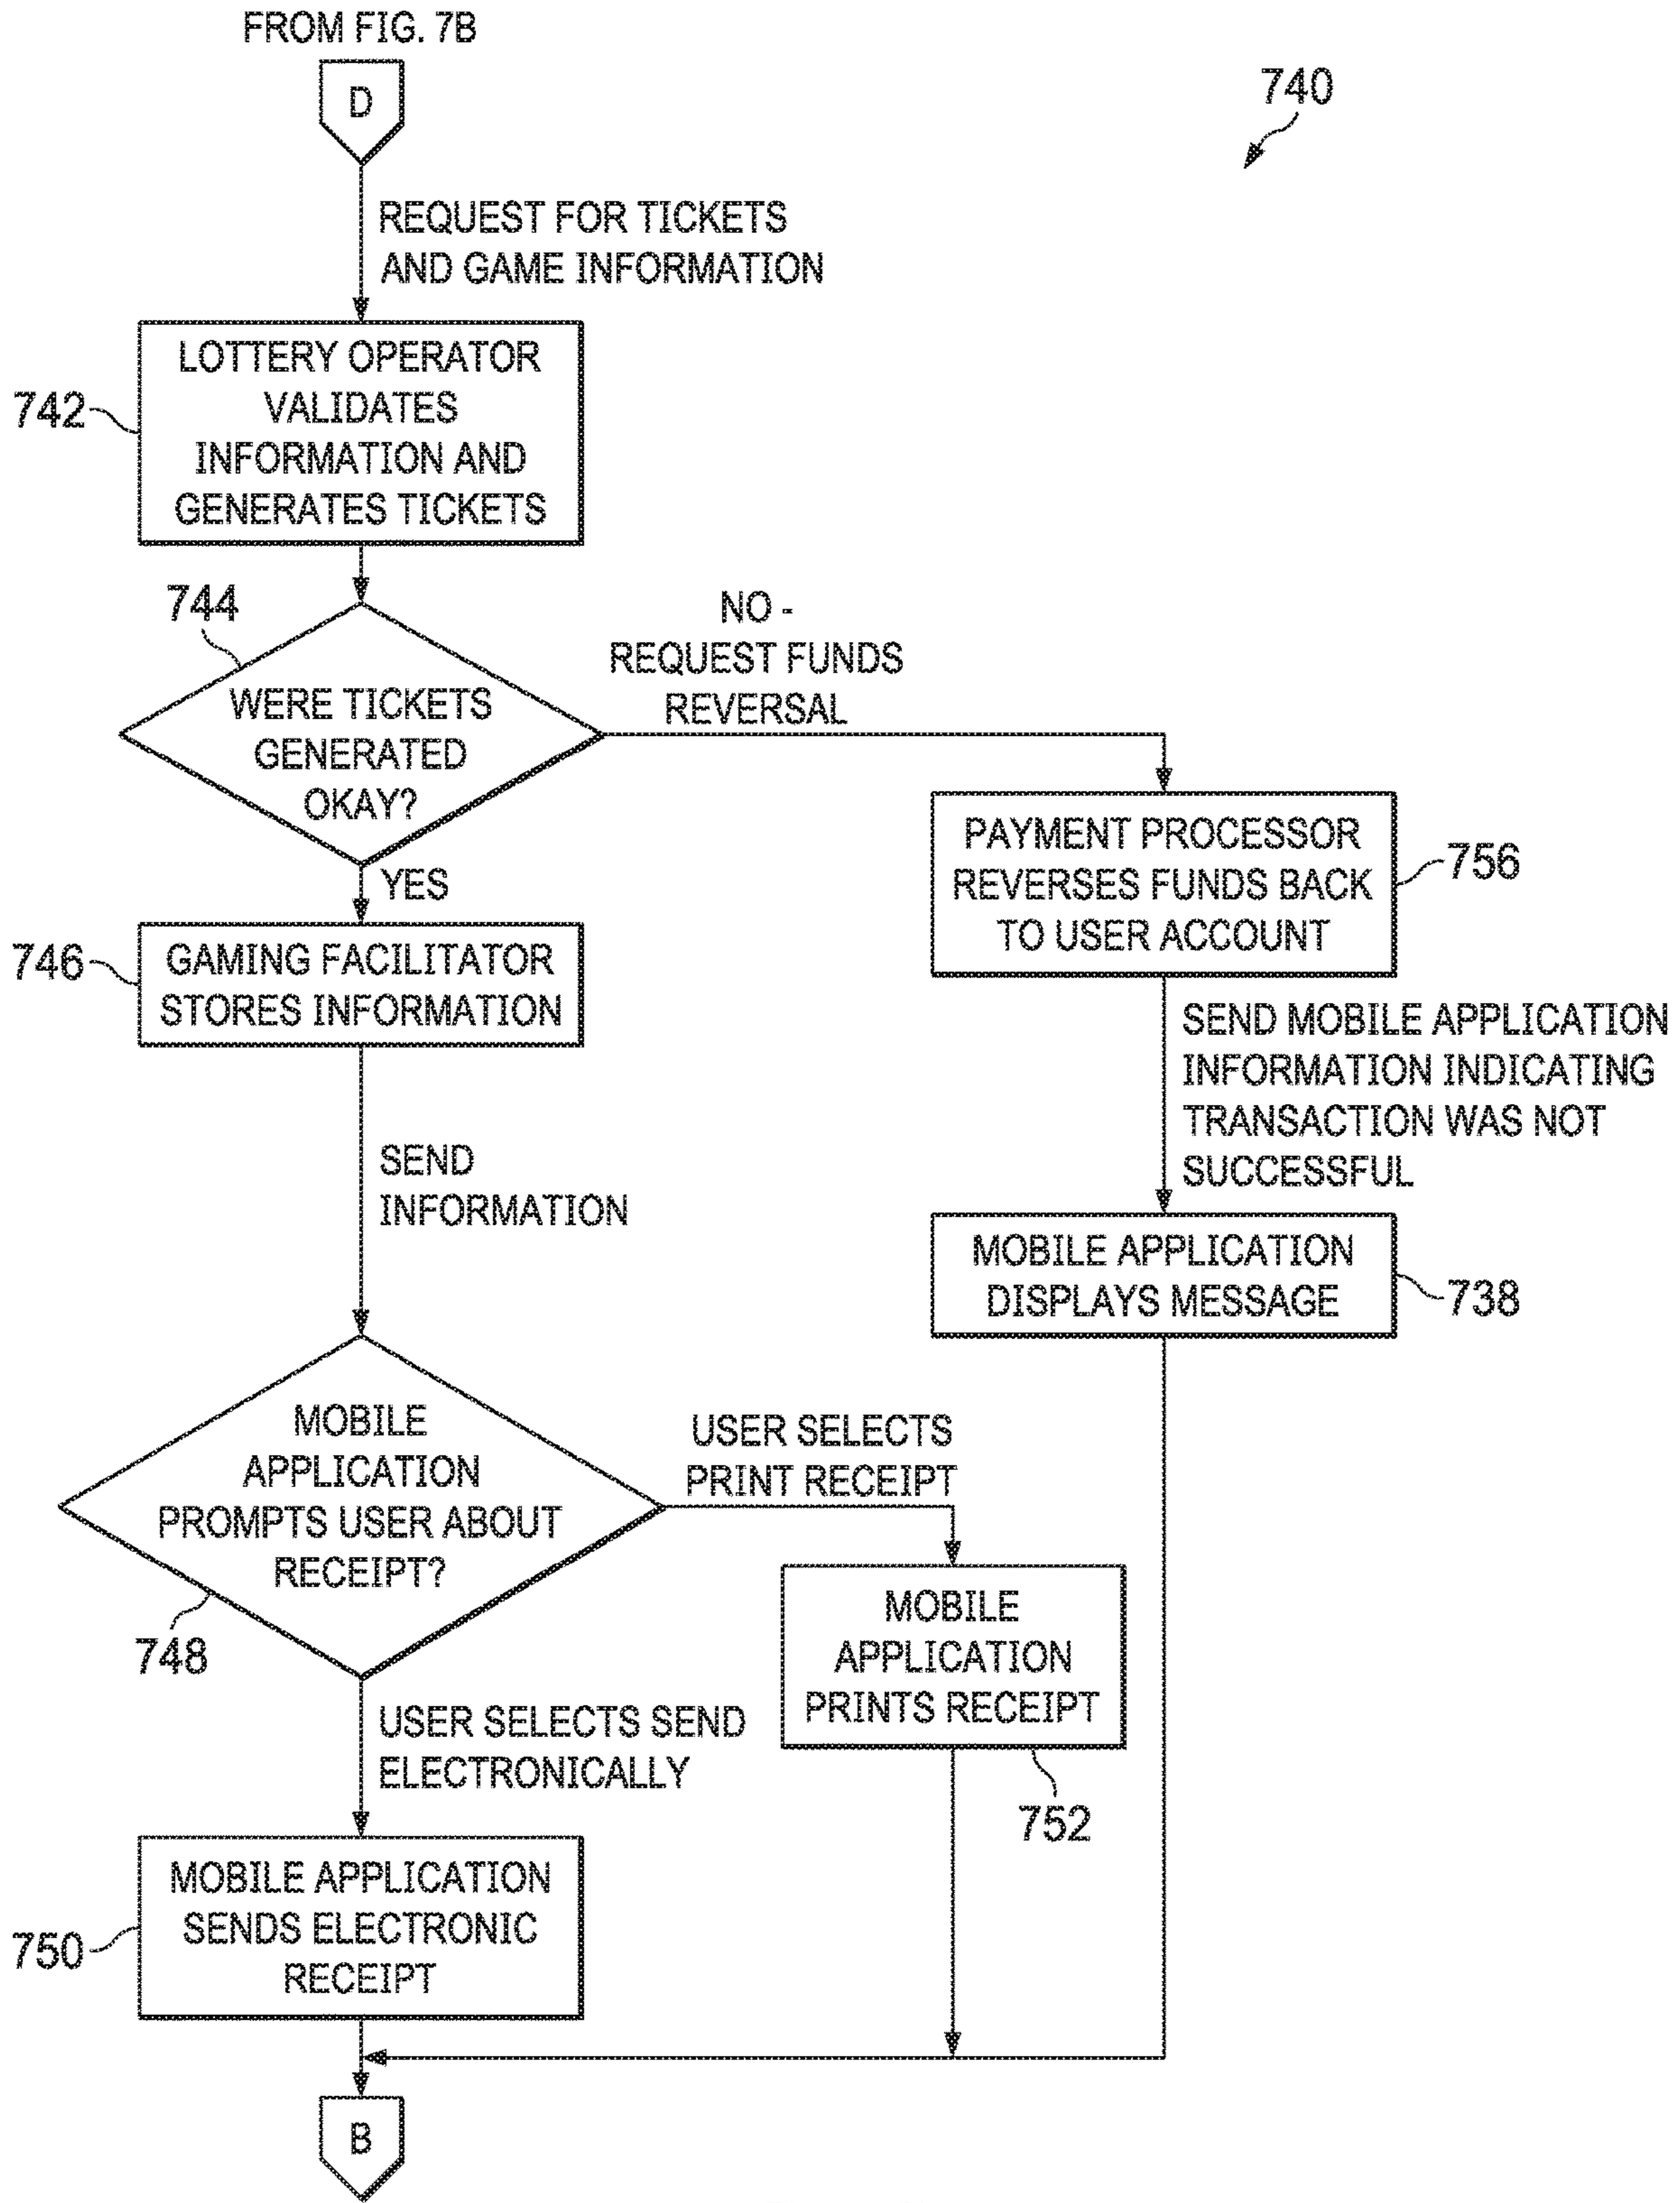 FROM FIG. 7B
D
740
REQUEST FOR TICKETS
AND GAME INFORMATION
LOTTERY OPERATOR
VALIDATES
INFORMATION AND
GENERATES TICKETS
742
744
NO -
REQUEST FUNDS
REVERSAL
WERE TICKETS
GENERATED
OKAY?
YES
PAYMENT PROCESSOR
REVERSES FUNDS BACK
TO USER ACCOUNT
756
746
GAMING FACILITATOR
STORES INFORMATION
SEND MOBILE APPLICATION
INFORMATION INDICATING
TRANSACTION WAS NOT
SUCCESSFUL
SEND
INFORMATION
MOBILE APPLICATION
DISPLAYS MESSAGE
738
MOBILE
APPLICATION
PROMPTS USER ABOUT
RECEIPT?
748
USER SELECTS
PRINT RECEIPT
MOBILE
APPLICATION
PRINTS RECEIPT
752
USER SELECTS SEND
ELECTRONICALLY
MOBILE APPLICATION
SENDS ELECTRONIC
RECEIPT
750
B